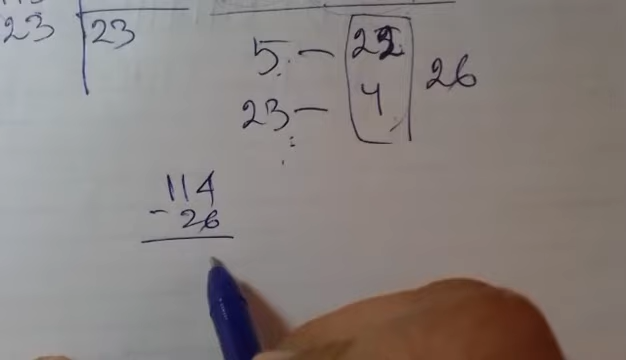 23 | 23
5 – 22
23 – 4
26
114
- 26